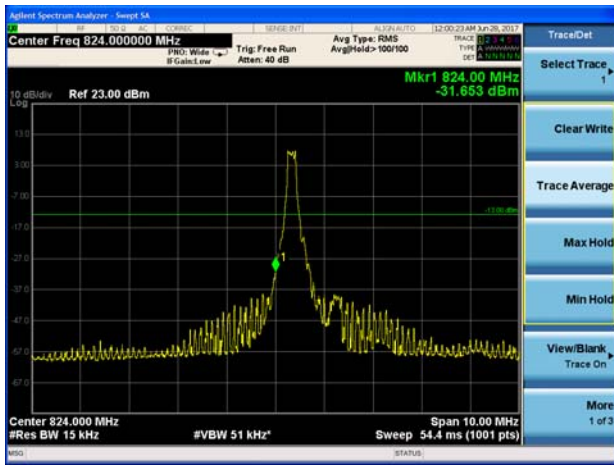 Agilent Spectrum Analyzer - Swept SA
RF 50 Ω AC CORREC SENSE:INT ALIGN AUTO 12:00:23 AM Jun 28, 2017
Center Freq 824.000000 MHz
PNO: Wide
IFGain:Low
Trig: Free Run
Atten: 40 dB
Avg Type: RMS
Avg|Hold:> 100/100
TRACE 1 2 3 4 5 6
TYPE
DET A N N N N N
Mkr1 824.00 MHz
-31.653 dBm
10 dB/div Ref 23.00 dBm
Log
13.0
3.00
-7.00
-17.0
-27.0
-37.0
-47.0
-57.0
-67.0
-13.00 dBm
1
Center 824.000 MHz Span 10.00 MHz
#Res BW 15 kHz #VBW 51 kHz* Sweep 54.4 ms (1001 pts)
MSG STATUS
Trace/Det
Select Trace
1
Clear Write
Trace Average
Max Hold
Min Hold
View/Blank
Trace On
More
1 of 3